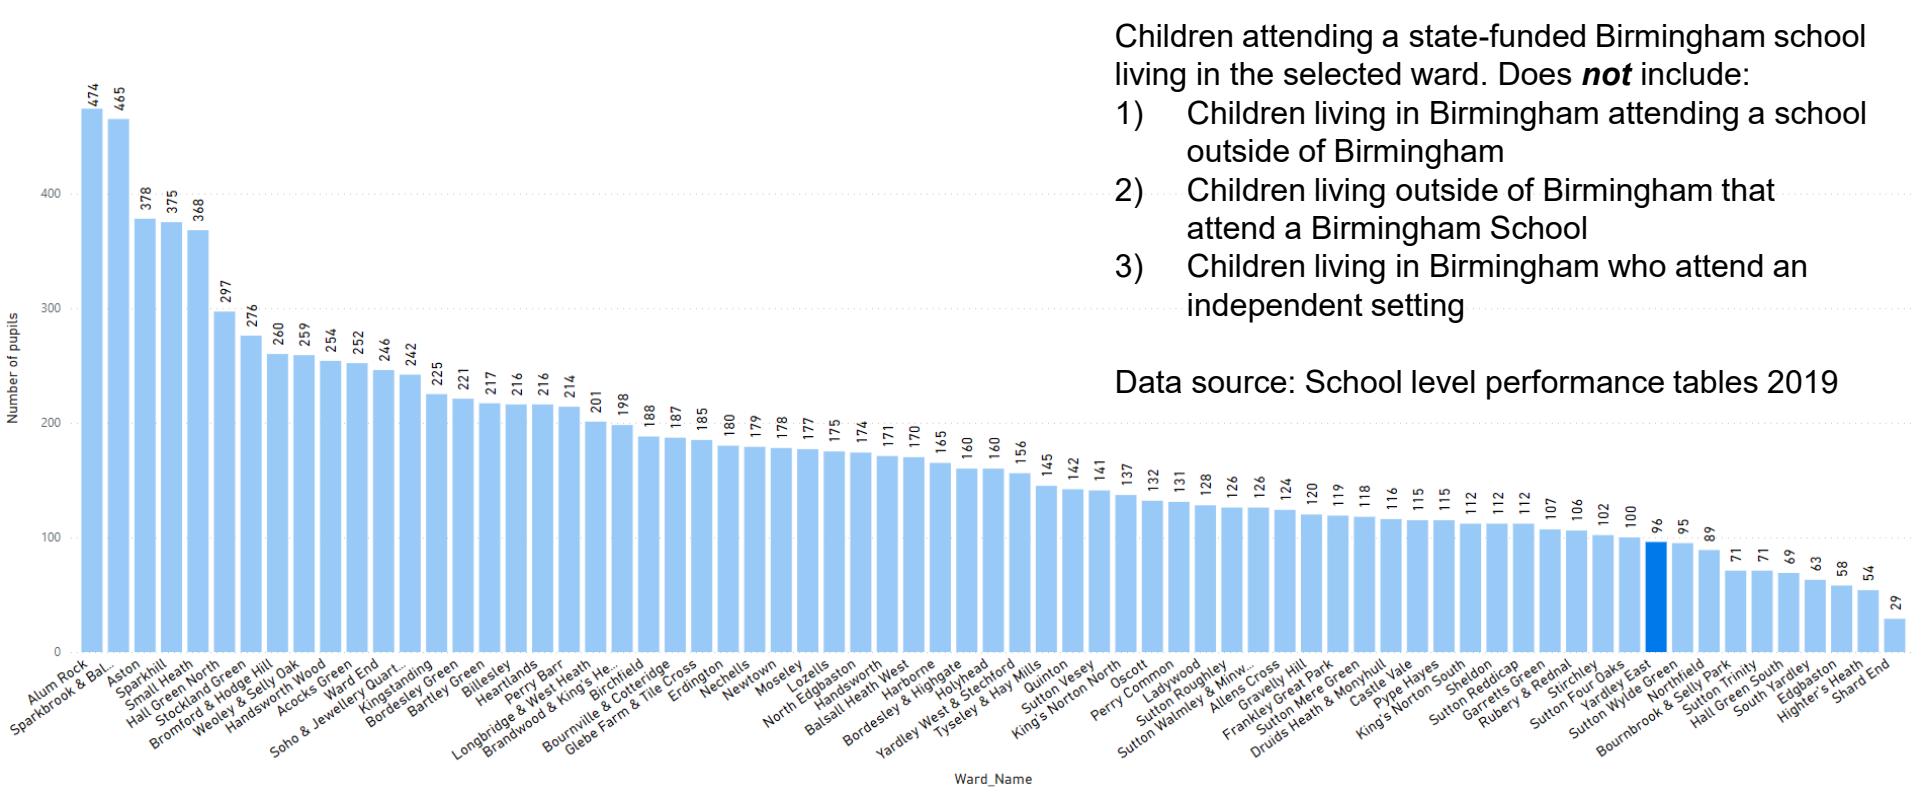 Children attending a state-funded Birmingham school
living in the selected ward. Does not include:
1) Children living in Birmingham attending a school
outside of Birmingham
2) Children living outside of Birmingham that
attend a Birmingham School
3) Children living in Birmingham who attend an
independent setting
Data source: School level performance tables 2019
Number of pupils
400
300
200
100
0
474
465
378
375
368
297
276
260
259
254
252
246
242
225
221
217
216
216
214
201
198
188
187
185
180
179
178
177
175
174
171
170
165
160
160
156
145
142
141
137
132
131
128
126
126
124
120
119
118
116
115
115
112
112
112
107
106
102
100
96
95
89
71
71
69
63
58
54
29
Alum Rock
Sparkbrook & Bal...
Aston
Sparkhill
Small Heath
Hall Green North
Stockland Green
Bromford & Hodge Hill
Weoley & Selly Oak
Handsworth Wood
Acocks Green
Ward End
Soho & Jewellery Quart...
Kingstanding
Bordesley Green
Bartley Green
Billesley
Heartlands
Perry Barr
Longbridge & West Heath
Brandwood & King's He...
Birchfield
Bournville & Cotteridge
Glebe Farm & Tile Cross
Erdington
Nechells
Newtown
Moseley
Lozells
North Edgbaston
Handsworth
Balsall Heath West
Harborne
Bordesley & Highgate
Holyhead
Yardley West & Stechford
Tyseley & Hay Mills
Quinton
Sutton Vesey
King's Norton North
Oscott
Perry Common
Ladywood
Sutton Roughley
Sutton Walmley & Minw...
Allens Cross
Gravelly Hill
Frankley Great Park
Sutton Mere Green
Druids Heath & Monyhull
Castle Vale
Pype Hayes
King's Norton South
Sheldon
Sutton Reddicap
Garretts Green
Rubery & Rednal
Stirchley
Sutton Four Oaks
Yardley East
Sutton Wylde Green
Northfield
Bournbrook & Selly Park
Sutton Trinity
Hall Green South
South Yardley
Edgbaston
Highter's Heath
Shard End
Ward_Name